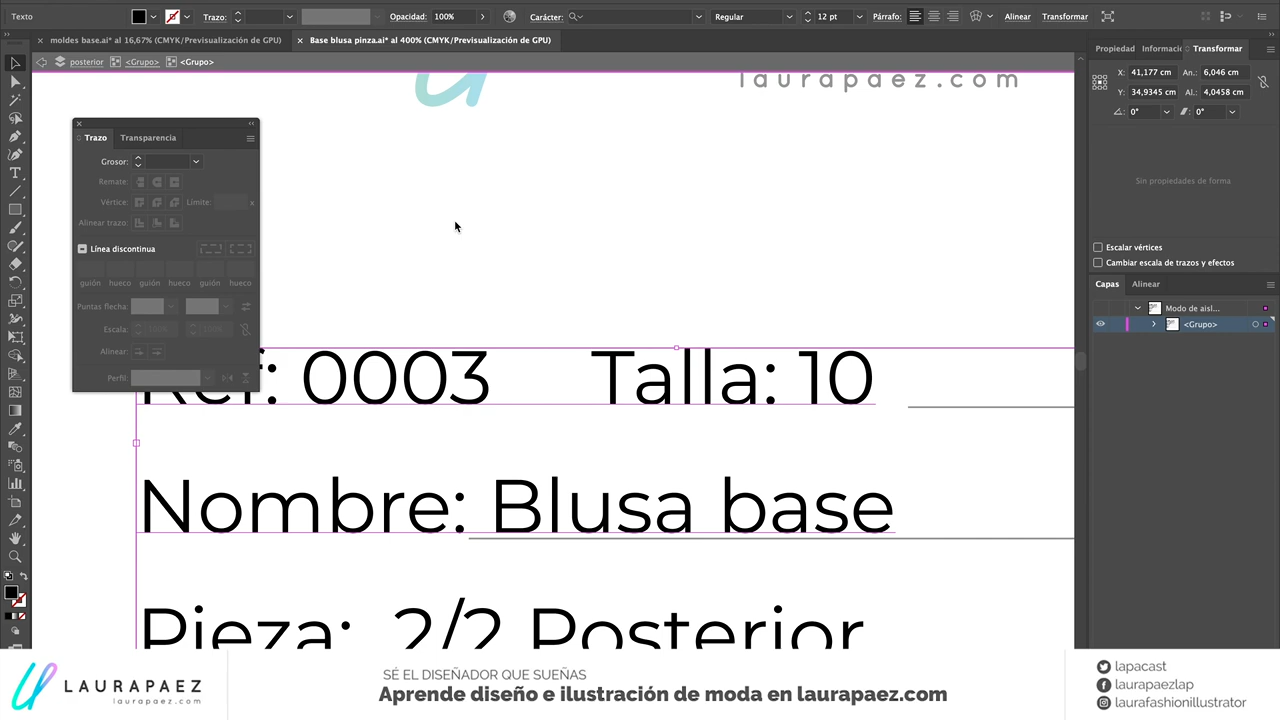 Texto
Trazo:
Opacidad: 100%
Carácter:
Regular
12 pt
Párrafo:
Alinear
Transformar
moldes base.ai* al 16,67% (CMYK/Previsualización de GPU)
Base blusa pinza.ai* al 400% (CMYK/Previsualización de GPU)
posterior
<Grupo>
<Grupo>
Propiedad
Informació
Transformar
X: 41,177 cm
An.: 6,046 cm
Y: 34,9345 cm
Al.: 4,0458 cm
0°
0°
Sin propiedades de forma
Escalar vértices
Cambiar escala de trazos y efectos
Capas
Alinear
Modo de aisl...
<Grupo>
laurapaez.com
Trazo
Transparencia
Grosor:
Remate:
Vértice:
Límite:
x
Alinear trazo:
Línea discontinua
guión hueco guión hueco guión hueco
Puntas flecha:
Escala: 100% 100%
Alinear:
Perfil:
Ref: 0003 Talla: 10
Nombre: Blusa base
Pieza: 2/2 Posterior
LAURAPAEZ
laurapaez.com
SÉ EL DISEÑADOR QUE SUEÑAS
Aprende diseño e ilustración de moda en laurapaez.com
lapacast
laurapaezlap
laurafashionillustrator